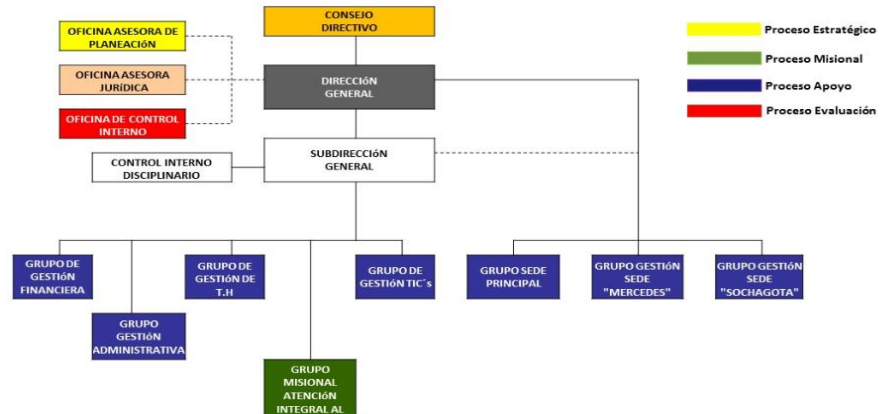 CONSEJO
DIRECTIVO
OFICINA ASESORA DE
PLANEACIóN
OFICINA ASESORA
JURíDICA
OFICINA DE CONTROL
INTERNO
DIRECCIóN
GENERAL
SUBDIRECCIóN
GENERAL
CONTROL INTERNO
DISCIPLINARIO
Proceso Estratégico
Proceso Misional
Proceso Apoyo
Proceso Evaluación
GRUPO DE
GESTIóN
FINANCIERA
GRUPO
GESTIóN
ADMINISTRATIVA
GRUPO DE
GESTIóN DE
T.H
GRUPO
MISIONAL
ATENCIóN
INTEGRAL AL
GRUPO DE
GESTIóN TIC´s
GRUPO SEDE
PRINCIPAL
GRUPO GESTIóN
SEDE
"MERCEDES"
GRUPO GESTIóN
SEDE
"SOCHAGOTA"